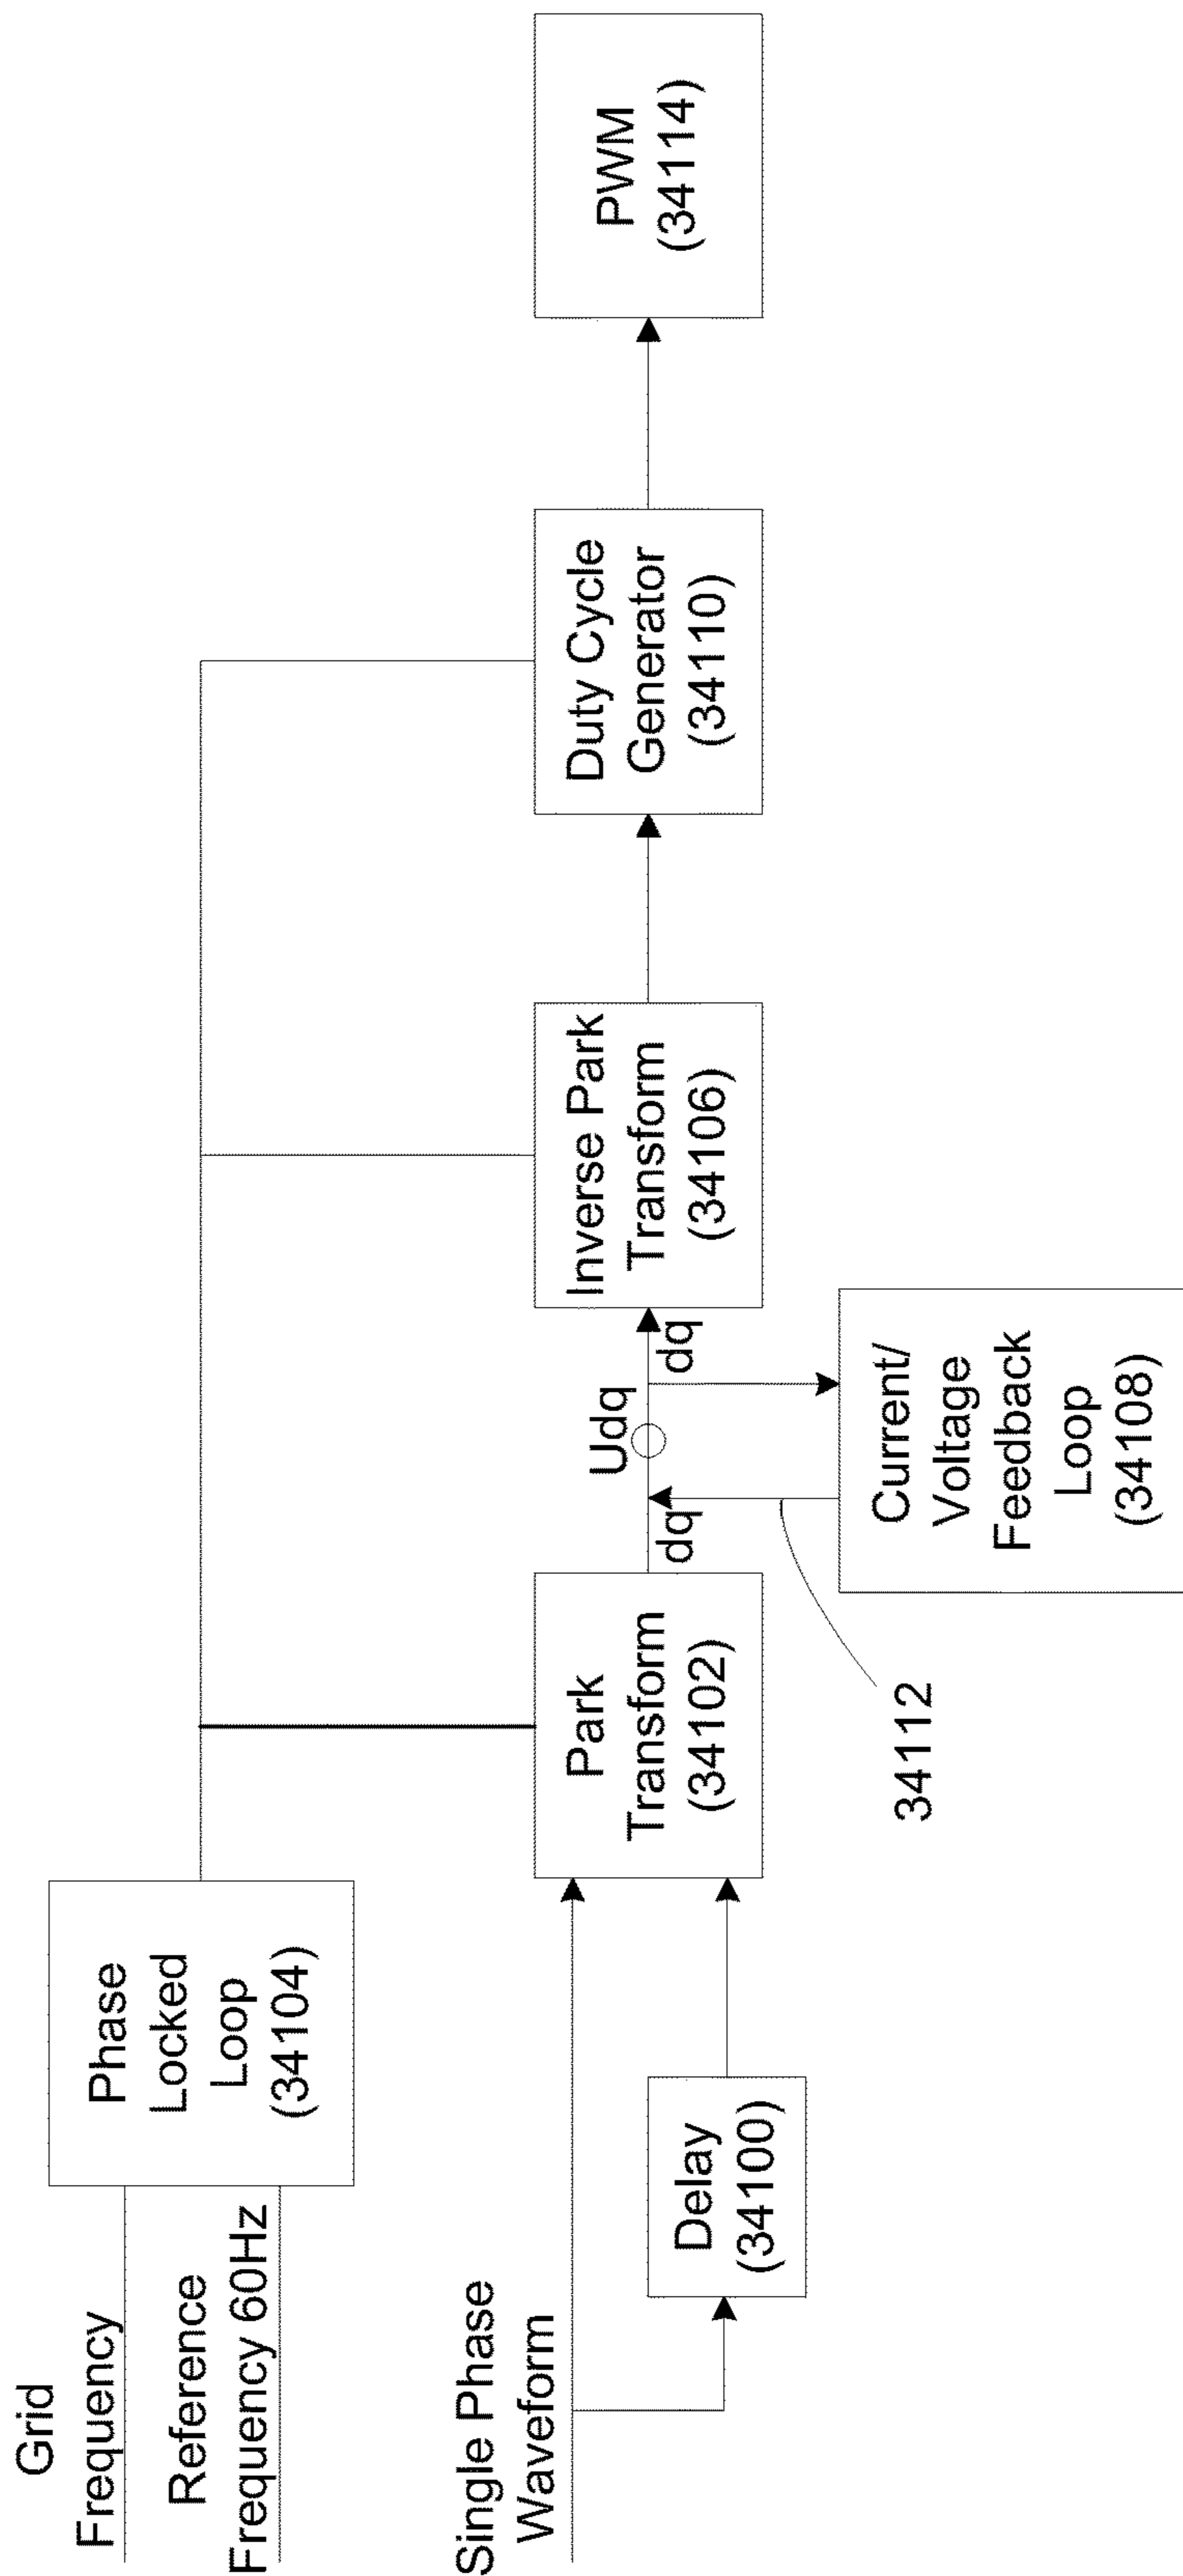 Grid
Frequency
Reference
Frequency 60Hz
Phase
Locked
Loop
(34104)
Single Phase
Waveform
Delay
(34100)
Park
Transform
(34102)
dq
Udq
dq
34112
Current/
Voltage
Feedback
Loop
(34108)
Inverse Park
Transform
(34106)
Duty Cycle
Generator
(34110)
PWM
(34114)